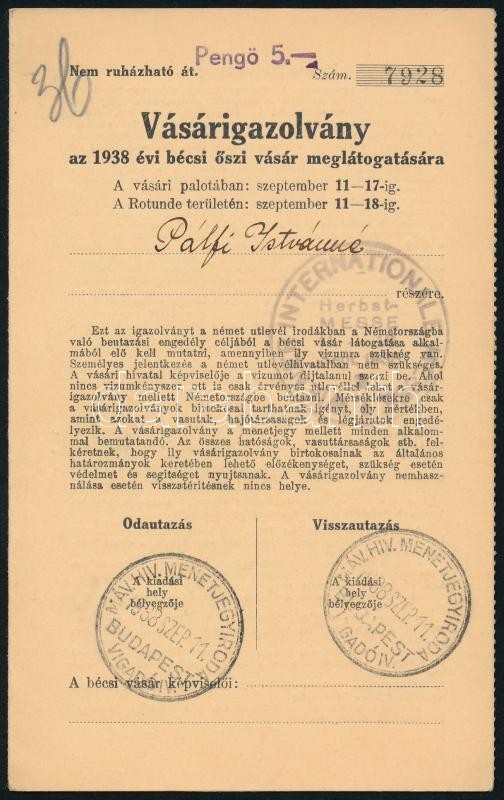 Pengö 5.—
36
Nem ruházható át.
Szám. 7928
Vásárigazolvány
az 1938 évi bécsi őszi vásár meglátogatására
A vásári palotában: szeptember 11—17-ig.
A Rotunde területén: szeptember 11—18-ig.
Pálfi Istvánné
részére.
INTERNATIONALE
Herbst-
MESSE
Ezt az igazolványt a német utlevél irodákban a Németországba
való beutazási engedély céljából a bécsi vásár látogatása alkal-
mából elő kell mutatni, amennyiben ily vizumra szükség van.
Személyes jelentkezés a német utlevélhivatalban nem szükséges.
A vásári hivatal képviselője a vizumot díjtalanul szerzi be. Ahol
nincs vizumkényszer, ott is csak érvényes utlevéllel lehet a vásár-
igazolvány mellett Németországba beutazni. Mérséklésekre csak
a vásárigazolványok birtokosai tarthatnak igényt, oly mértékben,
amint azokat a vasutak, hajótársaságok és légjáratok engedé-
lyezik. A vásárigazolvány a menetjegy mellett minden alkalom-
mal bemutatandó. Az összes hatóságok, vasuttársaságok stb. fel-
kéretnek, hogy ily vásárigazolvány birtokosainak az általános
határozmányok keretében lehető előzékenységet, szükség esetén
védelmet és segítséget nyujtsanak. A vásárigazolvány nemhasz-
nálása esetén visszatérítésnek nincs helye.
Odautazás
Visszautazás
A kiadási
hely
bélyegzője
A kiadási
hely
bélyegzője
MÁV. HIV. MENETJEGYIRODA
1938 SZEP. 11.
BUDAPEST
VIGADÓ IV.
MÁV. HIV. MENETJEGYIRODA
1938 SZEP. 11.
BUDAPEST
VIGADÓ IV.
A bécsi vásár képviselői: